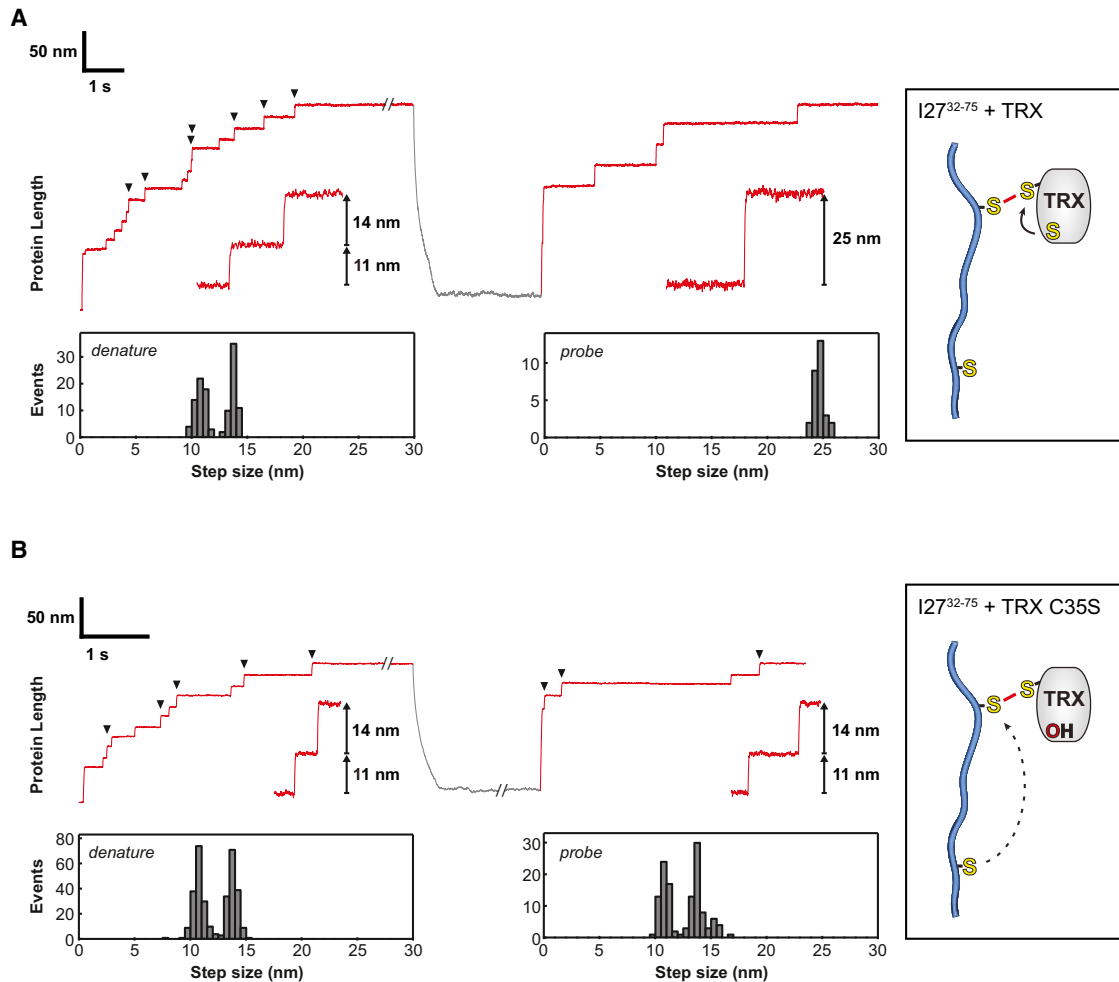 A
50 nm
1 s
Protein Length
14 nm
11 nm
25 nm
I27³²⁻⁷⁵ + TRX
S
S
TRX
S
S
denature
Events
30
20
10
0
0 5 10 15 20 25 30
Step size (nm)
probe
10
5
0
0 5 10 15 20 25 30
Step size (nm)
B
50 nm
1 s
Protein Length
14 nm
11 nm
14 nm
11 nm
I27³²⁻⁷⁵ + TRX C35S
S
S
TRX
OH
S
denature
Events
80
60
40
20
0
0 5 10 15 20 25 30
Step size (nm)
probe
30
20
10
0
0 5 10 15 20 25 30
Step size (nm)